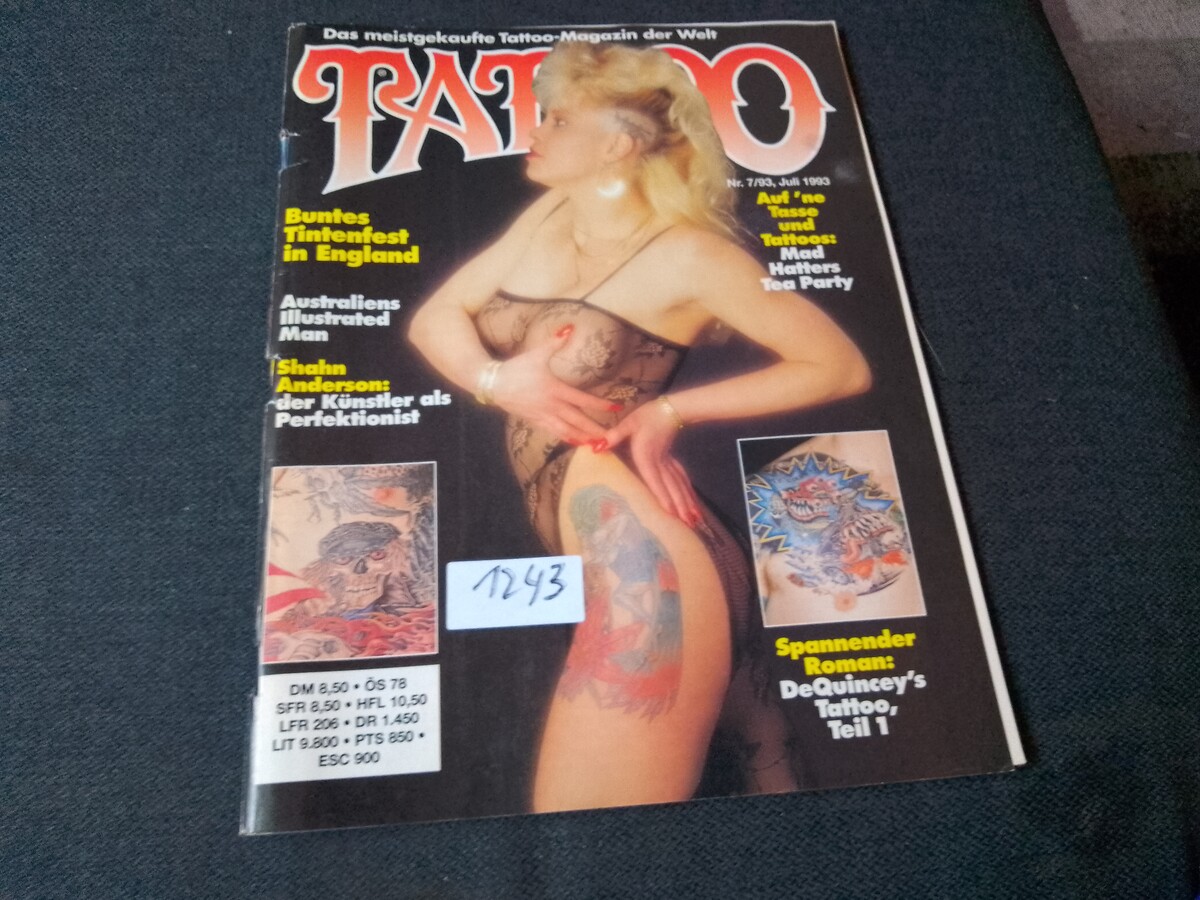 Das meistgekaufte Tattoo-Magazin der Welt
TATTOO
Nr. 7/93, Juli 1993
Buntes
Tintenfest
in England
Australiens
Illustrated
Man
Shahn
Anderson:
der Künstler als
Perfektionist
Auf 'ne
Tasse
und
Tattoos:
Mad
Hatters
Tea Party
1243
DM 8,50 • ÖS 78
SFR 8,50 • HFL 10,50
LFR 206 • DR 1.450
LIT 9.800 • PTS 850 •
ESC 900
Spannender
Roman:
DeQuincey's
Tattoo,
Teil 1